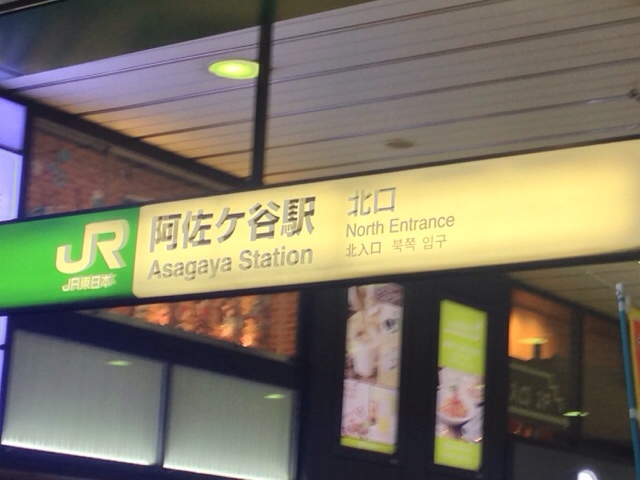 JR
JR東日本
阿佐ケ谷駅
Asagaya Station
北口
North Entrance
北入口 북쪽 입구